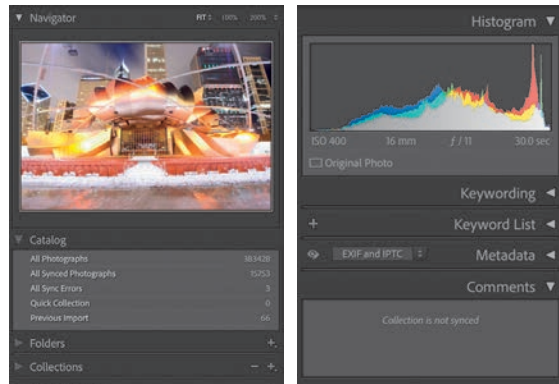 Navigator FIT 100% 200%
Catalog
All Photographs 383428
All Synced Photographs 15753
All Sync Errors 3
Quick Collection 0
Previous Import 66
Folders
Collections
Histogram
ISO 400 16 mm ƒ / 11 30.0 sec
Original Photo
Keywording
Keyword List
EXIF and IPTC Metadata
Comments
Collection is not synced